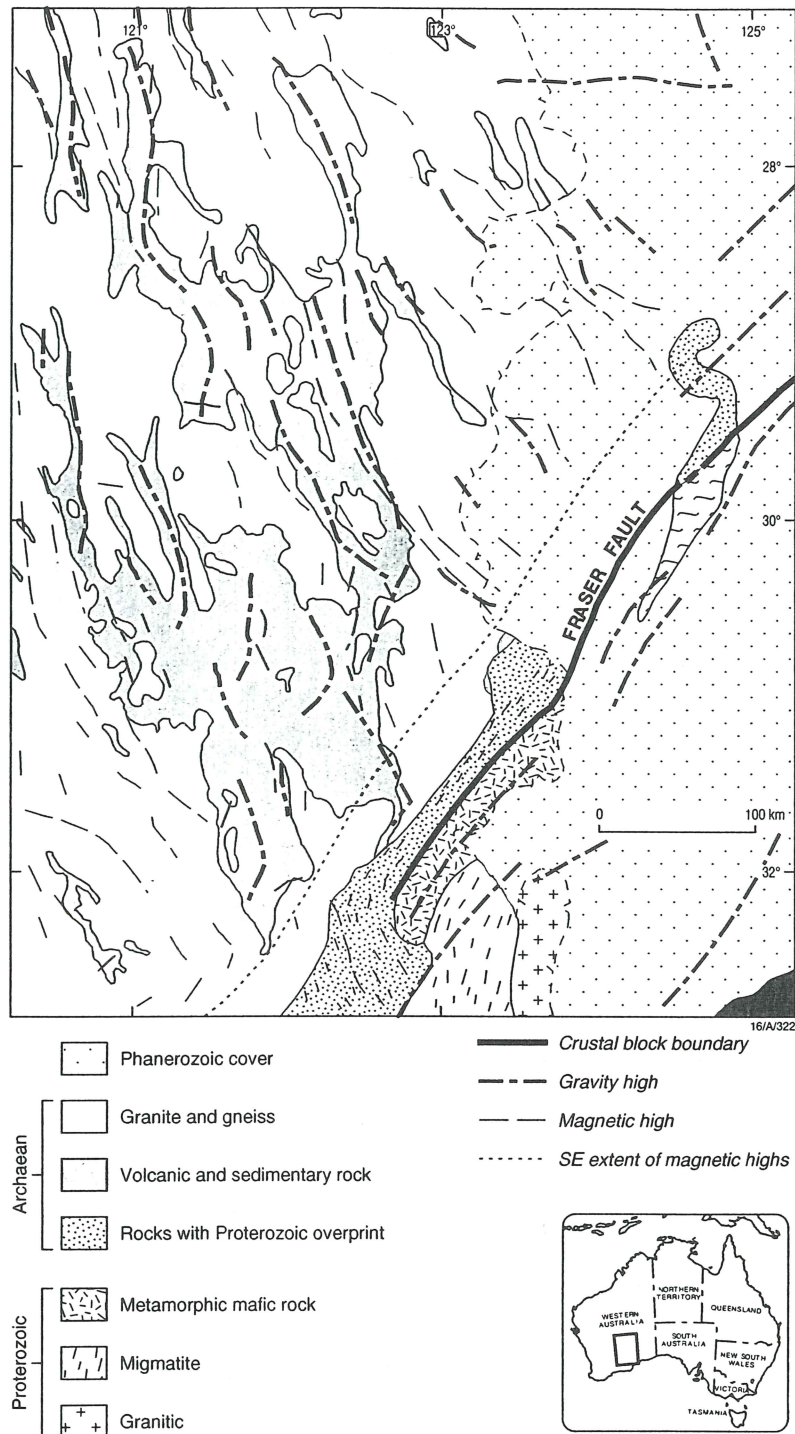 121°
123°
125°
28°
30°
FRASER FAULT
0 100 km
32°
16/A/322
Phanerozoic cover
Archaean
Granite and gneiss
Volcanic and sedimentary rock
Rocks with Proterozoic overprint
Proterozoic
Metamorphic mafic rock
Migmatite
Granitic
Crustal block boundary
Gravity high
Magnetic high
SE extent of magnetic highs
WESTERN
AUSTRALIA
NORTHERN
TERRITORY
QUEENSLAND
SOUTH
AUSTRALIA
NEW SOUTH
WALES
VICTORIA
TASMANIA